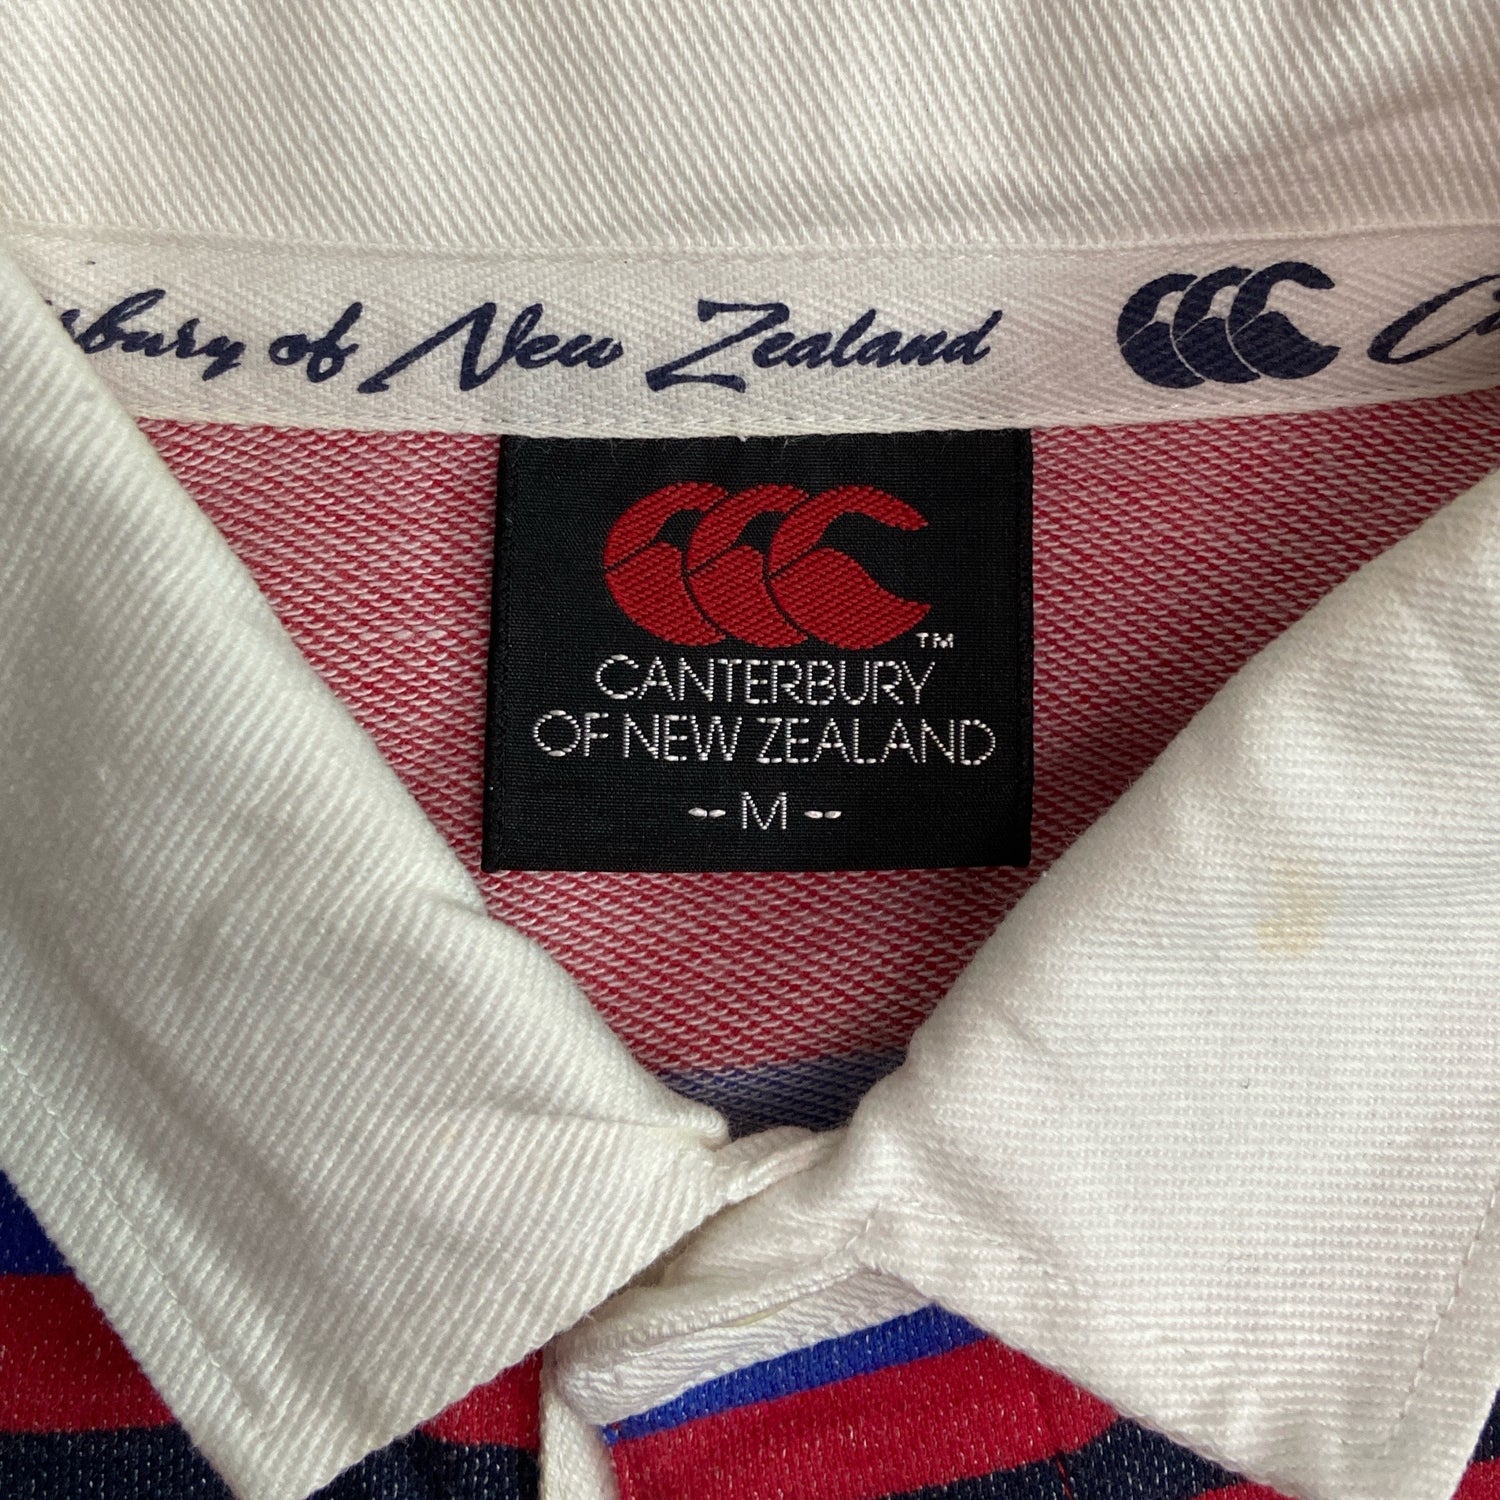 of New Zealand
CANTERBURY™
OF NEW ZEALAND
-- M --